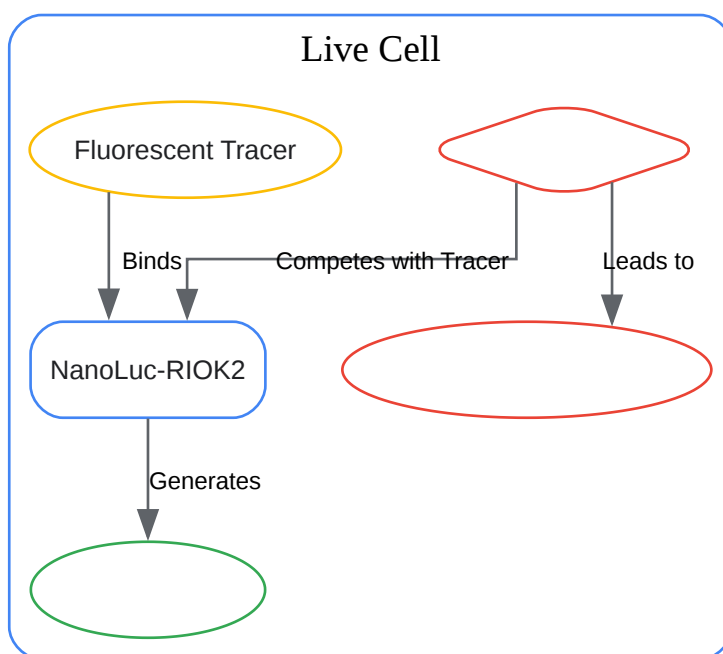 Live Cell
Fluorescent Tracer
Binds
Competes with Tracer
Leads to
NanoLuc-RIOK2
Generates